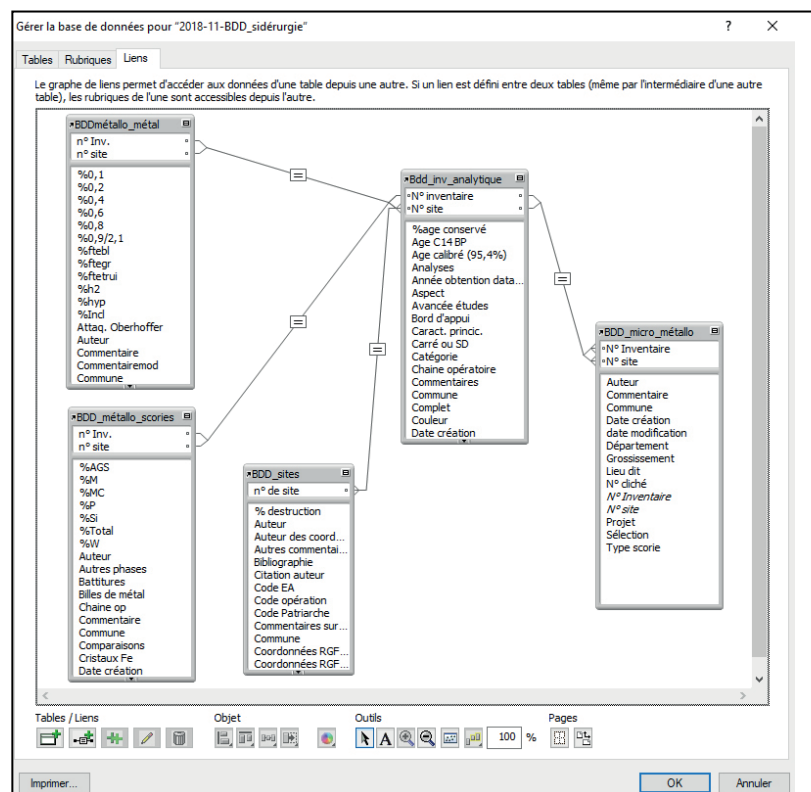 Gérer la base de données pour "2018-11-BDD_sidérurgie"
? X
Tables Rubriques Liens
Le graphe de liens permet d'accéder aux données d'une table depuis une autre. Si un lien est défini entre deux tables (même par l'intermédiaire d'une autre
table), les rubriques de l'une sont accessibles depuis l'autre.
BDDmétallo_métal
n° Inv.
n° site
%0,1
%0,2
%0,4
%0,6
%0,8
%0,9/2,1
%ftebl
%ftegr
%ftetrui
%h2
%hyp
%Incl
Attaq. Oberhoffer
Auteur
Commentaire
Commentairemod
Commune
BDD_métallo_scories
n° Inv.
n° site
%AGS
%M
%MC
%P
%Si
%Total
%W
Auteur
Autres phases
Battitures
Billes de métal
Chaine op
Commentaire
Commune
Comparaisons
Cristaux Fe
Date création
BDD_sites
n° de site
% destruction
Auteur
Auteur des coord...
Autres commentai...
Bibliographie
Citation auteur
Code EA
Code opération
Code Patriarche
Commentaires sur...
Commune
Coordonnées RGF...
Coordonnées RGF...
Bdd_inv_analytique
N° inventaire
N° site
%age conservé
Age C14 BP
Age calibré (95,4%)
Analyses
Année obtention data...
Aspect
Avancée études
Bord d'appui
Caract. princic.
Carré ou SD
Catégorie
Chaine opératoire
Commentaires
Commune
Complet
Couleur
Date création
BDD_micro_métallo
N° Inventaire
N° site
Auteur
Commentaire
Commune
Date création
date modification
Département
Grossissement
Lieu dit
N° cliché
N° Inventaire
N° site
Projet
Sélection
Type scorie
=
=
=
=
Tables / Liens Objet Outils Pages
A 100 %
Imprimer... OK Annuler